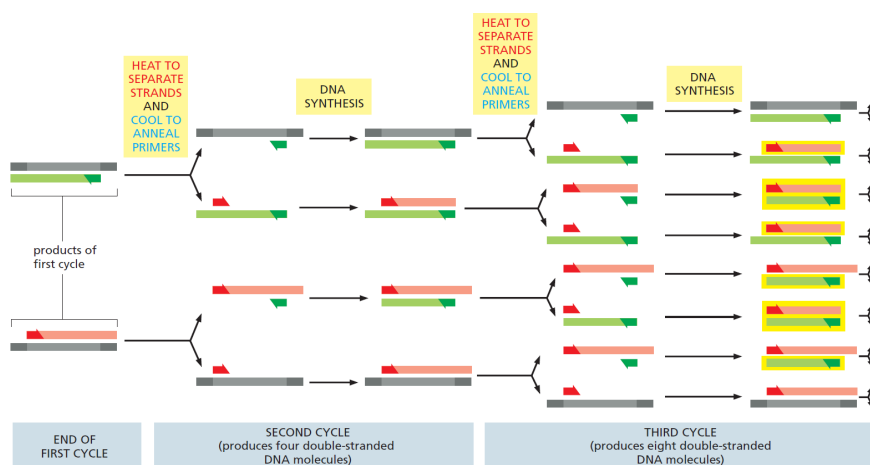 HEAT TO
SEPARATE
STRANDS
AND
COOL TO
ANNEAL
PRIMERS
DNA
SYNTHESIS
HEAT TO
SEPARATE
STRANDS
AND
COOL TO
ANNEAL
PRIMERS
DNA
SYNTHESIS
products of
first cycle
END OF
FIRST CYCLE
SECOND CYCLE
(produces four double-stranded
DNA molecules)
THIRD CYCLE
(produces eight double-stranded
DNA molecules)